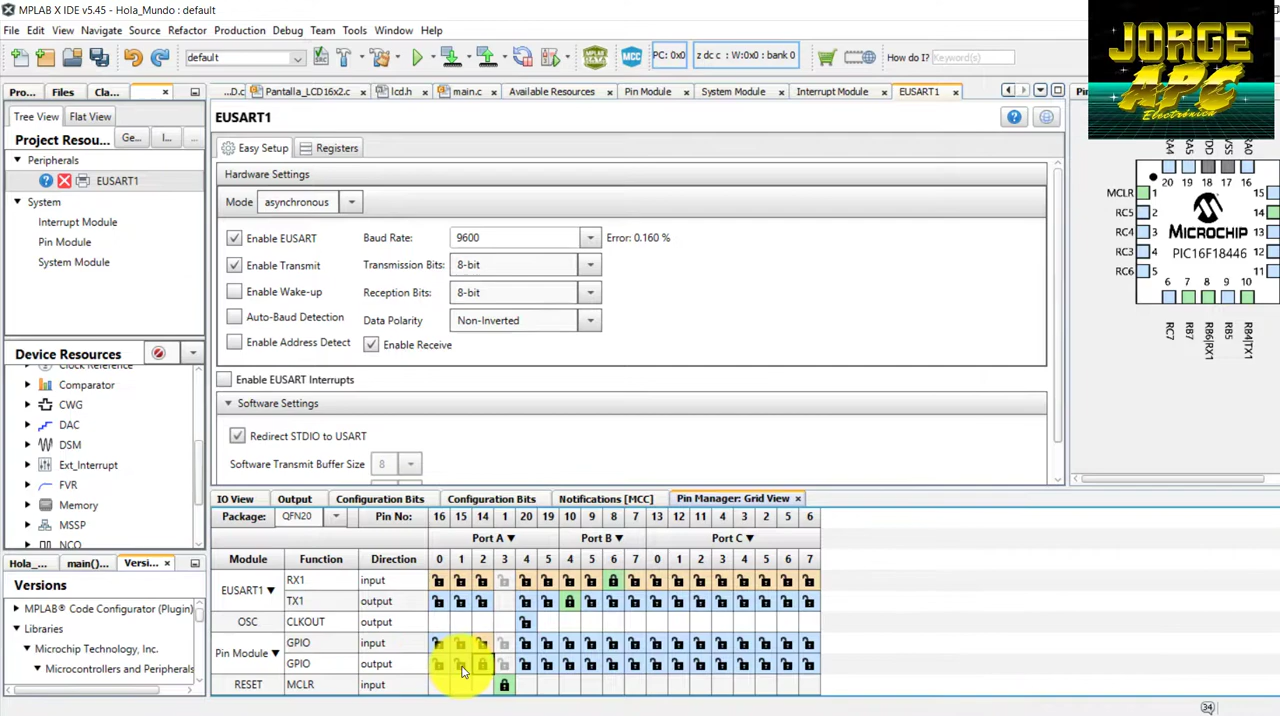 MPLAB X IDE v5.45 - Hola_Mundo : default
File Edit View Navigate Source Refactor Production Debug Team Tools Window Help
default
PC: 0x0
z dc c : W:0x0 : bank 0
How do I? Keyword(s)
JORGE
APC
Electrónica
Pro... Files Cla...
...D.c Pantalla_LCD16x2.c lcd.h main.c Available Resources Pin Module System Module Interrupt Module EUSART1
Tree View Flat View
Project Resou... Ge... I... ...
Peripherals
EUSART1
System
Interrupt Module
Pin Module
System Module
EUSART1
Easy Setup Registers
Hardware Settings
Mode asynchronous
Enable EUSART Baud Rate: 9600 Error: 0.160 %
Enable Transmit Transmission Bits: 8-bit
Enable Wake-up Reception Bits: 8-bit
Auto-Baud Detection Data Polarity Non-Inverted
Enable Address Detect Enable Receive
Enable EUSART Interrupts
Software Settings
Redirect STDIO to USART
Software Transmit Buffer Size 8
RA4 RA5 VDD VSS RA0
20 19 18 17 16
MCLR 1 15
RC5 2 14
RC4 3 MICROCHIP 13
RC3 4 PIC16F18446 12
RC6 5 11
6 7 8 9 10
RC7 RB7 RB6|RX1 RB5 RB4|TX1
Device Resources
Clock Reference
Comparator
CWG
DAC
DSM
Ext_Interrupt
FVR
Memory
MSSP
NCO
Hola_... main()... Versi...
Versions
MPLAB® Code Configurator (Plugin)
Libraries
Microchip Technology, Inc.
Microcontrollers and Peripherals
IO View Output Configuration Bits Configuration Bits Notifications [MCC] Pin Manager: Grid View
Package: QFN20 Pin No: 16 15 14 1 20 19 10 9 8 7 13 12 11 4 3 2 5 6
Port A ▼ Port B ▼ Port C ▼
Module Function Direction 0 1 2 3 4 5 4 5 6 7 0 1 2 3 4 5 6 7
EUSART1 ▼ RX1 input
TX1 output
OSC CLKOUT output
Pin Module ▼ GPIO input
GPIO output
RESET MCLR input
34